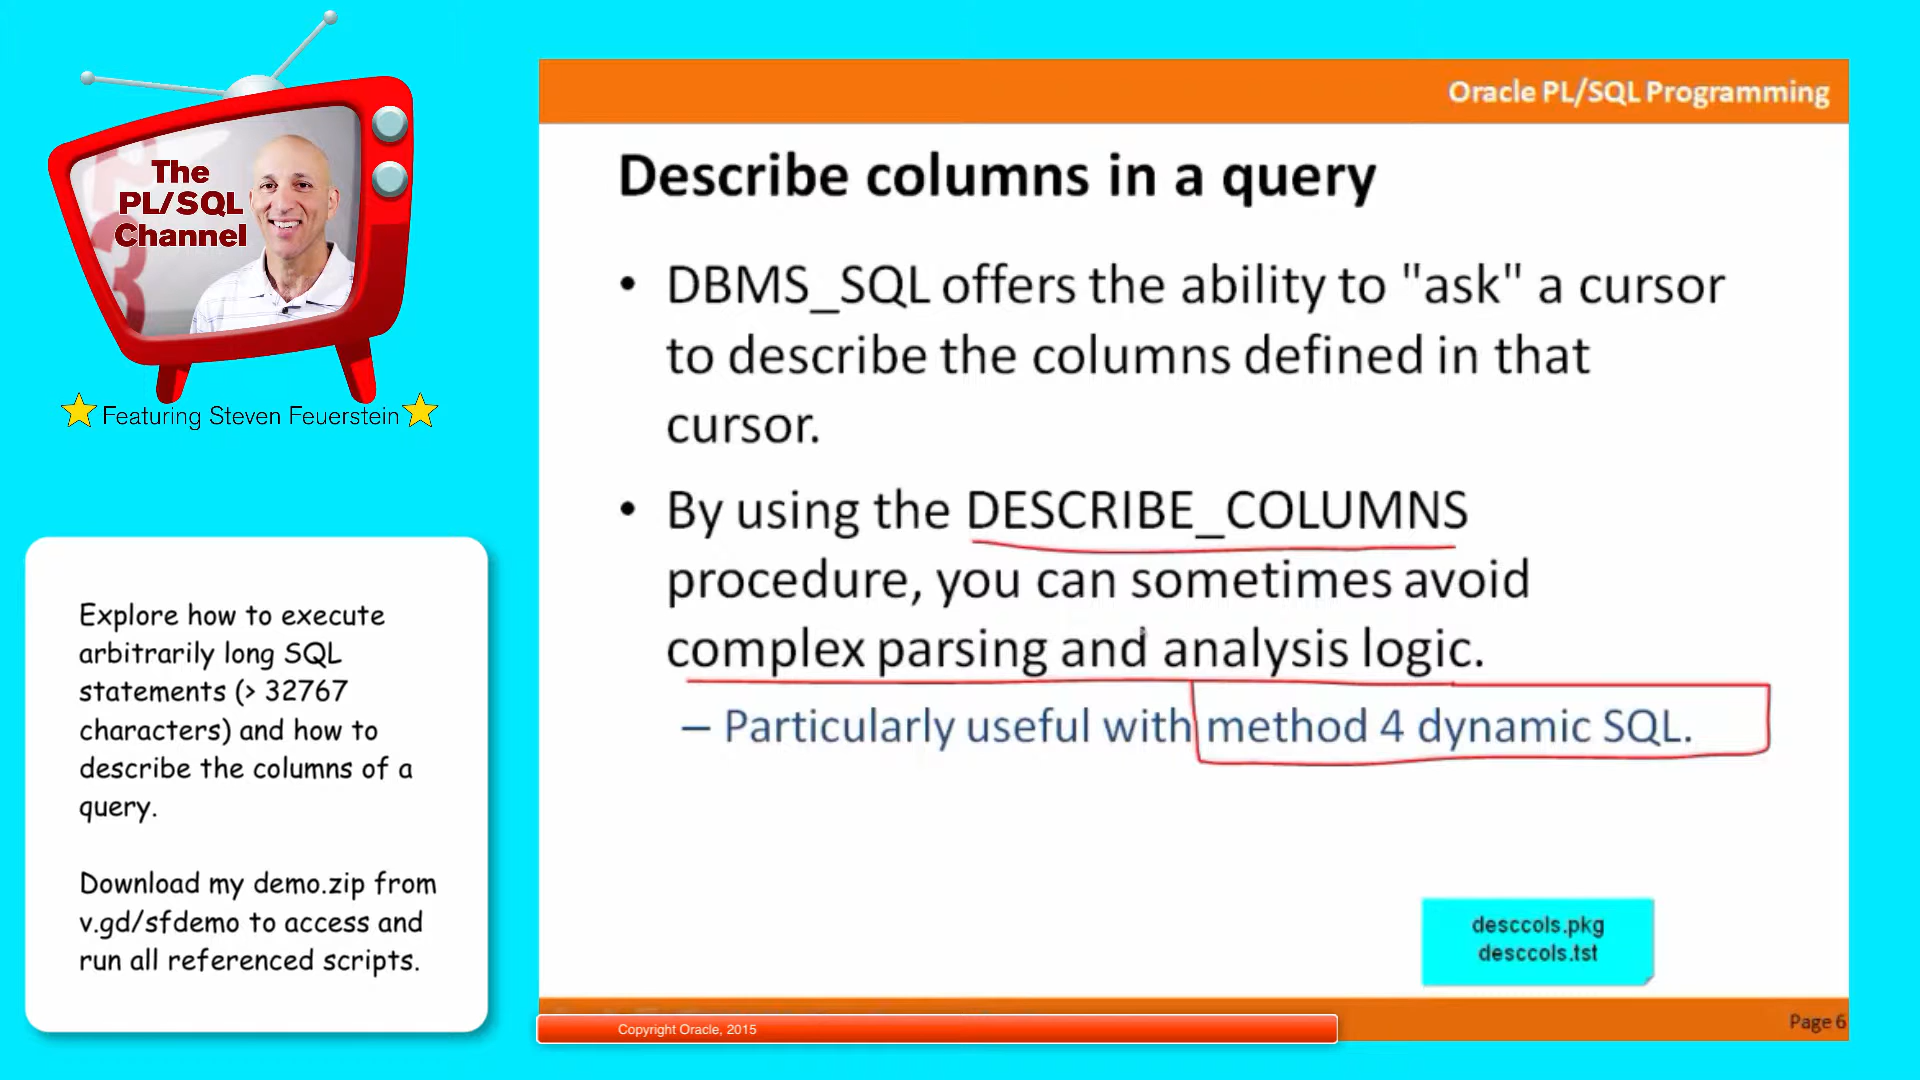 The
PL/SQL
Channel
Featuring Steven Feuerstein
Explore how to execute
arbitrarily long SQL
statements (> 32767
characters) and how to
describe the columns of a
query.
Download my demo.zip from
v.gd/sfdemo to access and
run all referenced scripts.
Oracle PL/SQL Programming
Describe columns in a query
• DBMS_SQL offers the ability to "ask" a cursor
to describe the columns defined in that
cursor.
• By using the DESCRIBE_COLUMNS
procedure, you can sometimes avoid
complex parsing and analysis logic.
– Particularly useful with method 4 dynamic SQL.
desccols.pkg
desccols.tst
Copyright Oracle, 2015
Page 6